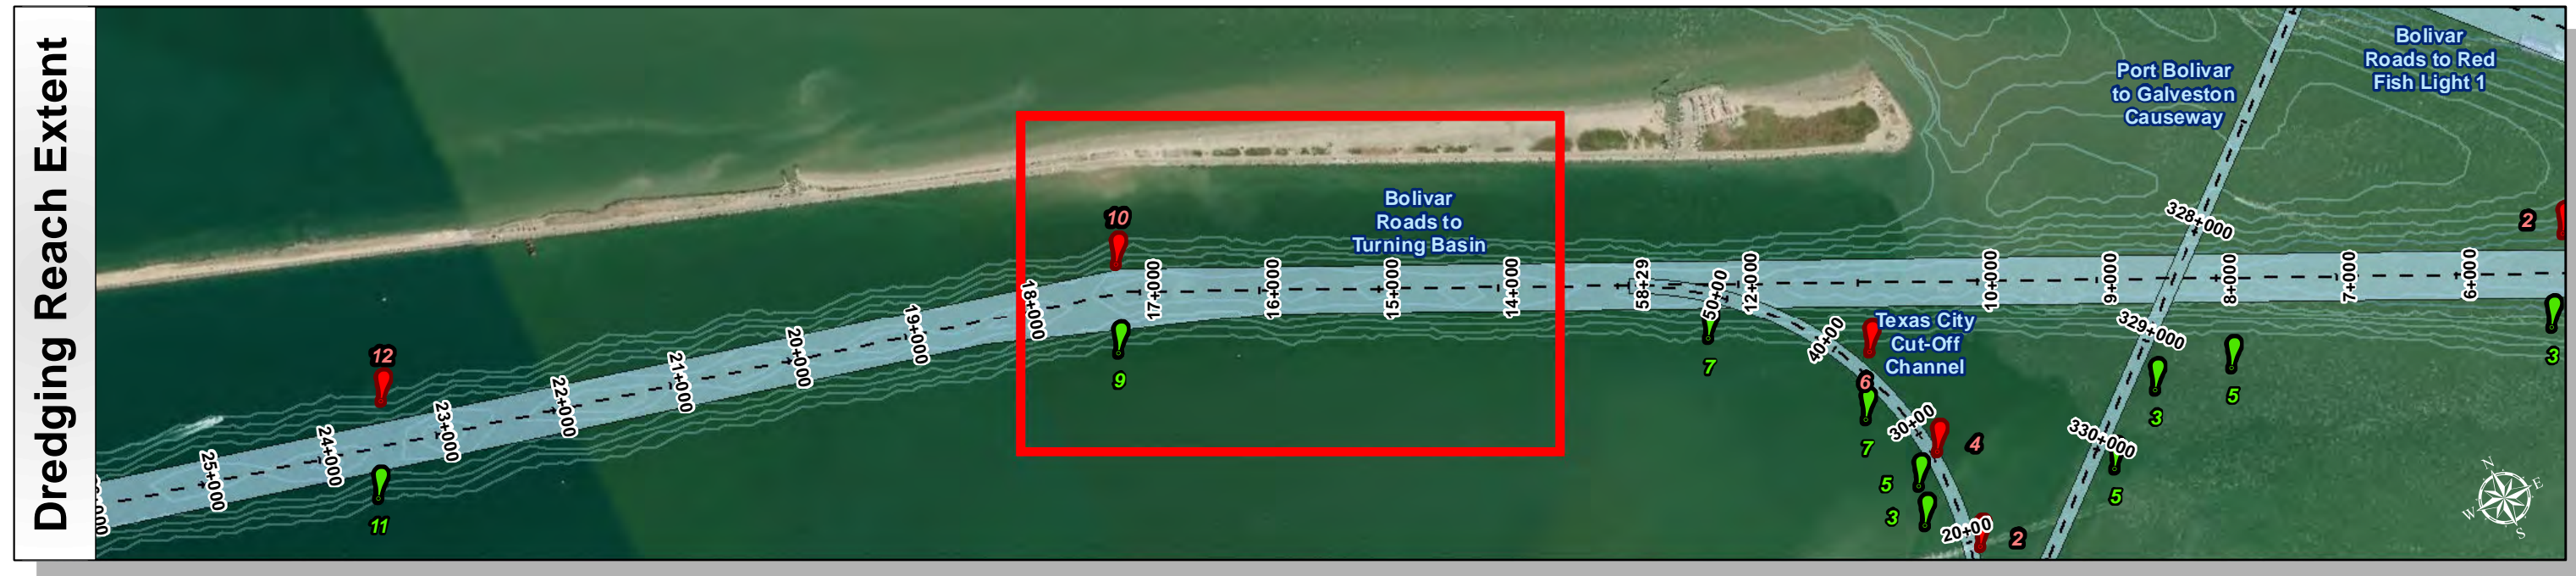 Dredging Reach Extent
Bolivar
Roads to Red
Fish Light 1
Port Bolivar
to Galveston
Causeway
Bolivar
Roads to
Turning Basin
Texas City
Cut-Off
Channel
10
12
2
9
11
7
6
7
4
5
3
2
3
5
5
3
25+000
24+000
23+000
22+000
21+000
20+000
19+000
18+000
17+000
16+000
15+000
14+000
58+29
50+00
12+000
10+000
9+000
8+000
7+000
6+000
40+00
30+00
20+00
328+000
329+000
330+000
N
E
W
S